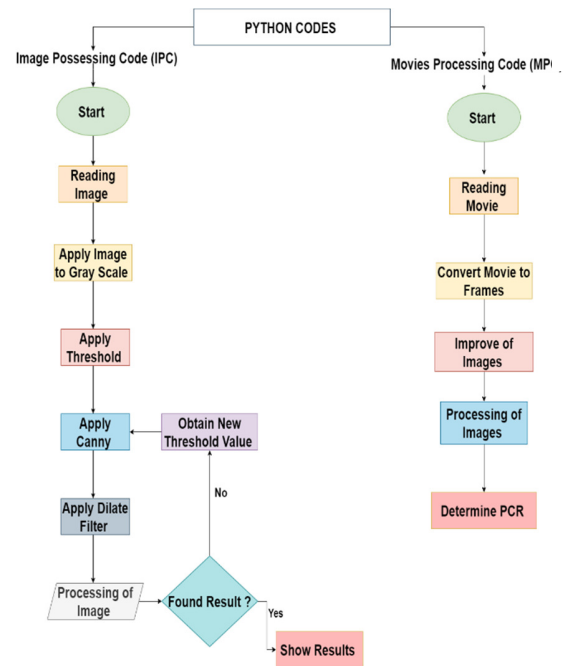 PYTHON CODES
Image Possessing Code (IPC)
Start
Reading
Image
Apply Image
to Gray Scale
Apply
Threshold
Apply
Canny
Obtain New
Threshold Value
Apply Dilate
Filter
No
Processing of
Image
Found Result ?
Yes
Show Results
Movies Processing Code (MPC
Start
Reading
Movie
Convert Movie to
Frames
Improve of
Images
Processing of
Images
Determine PCR